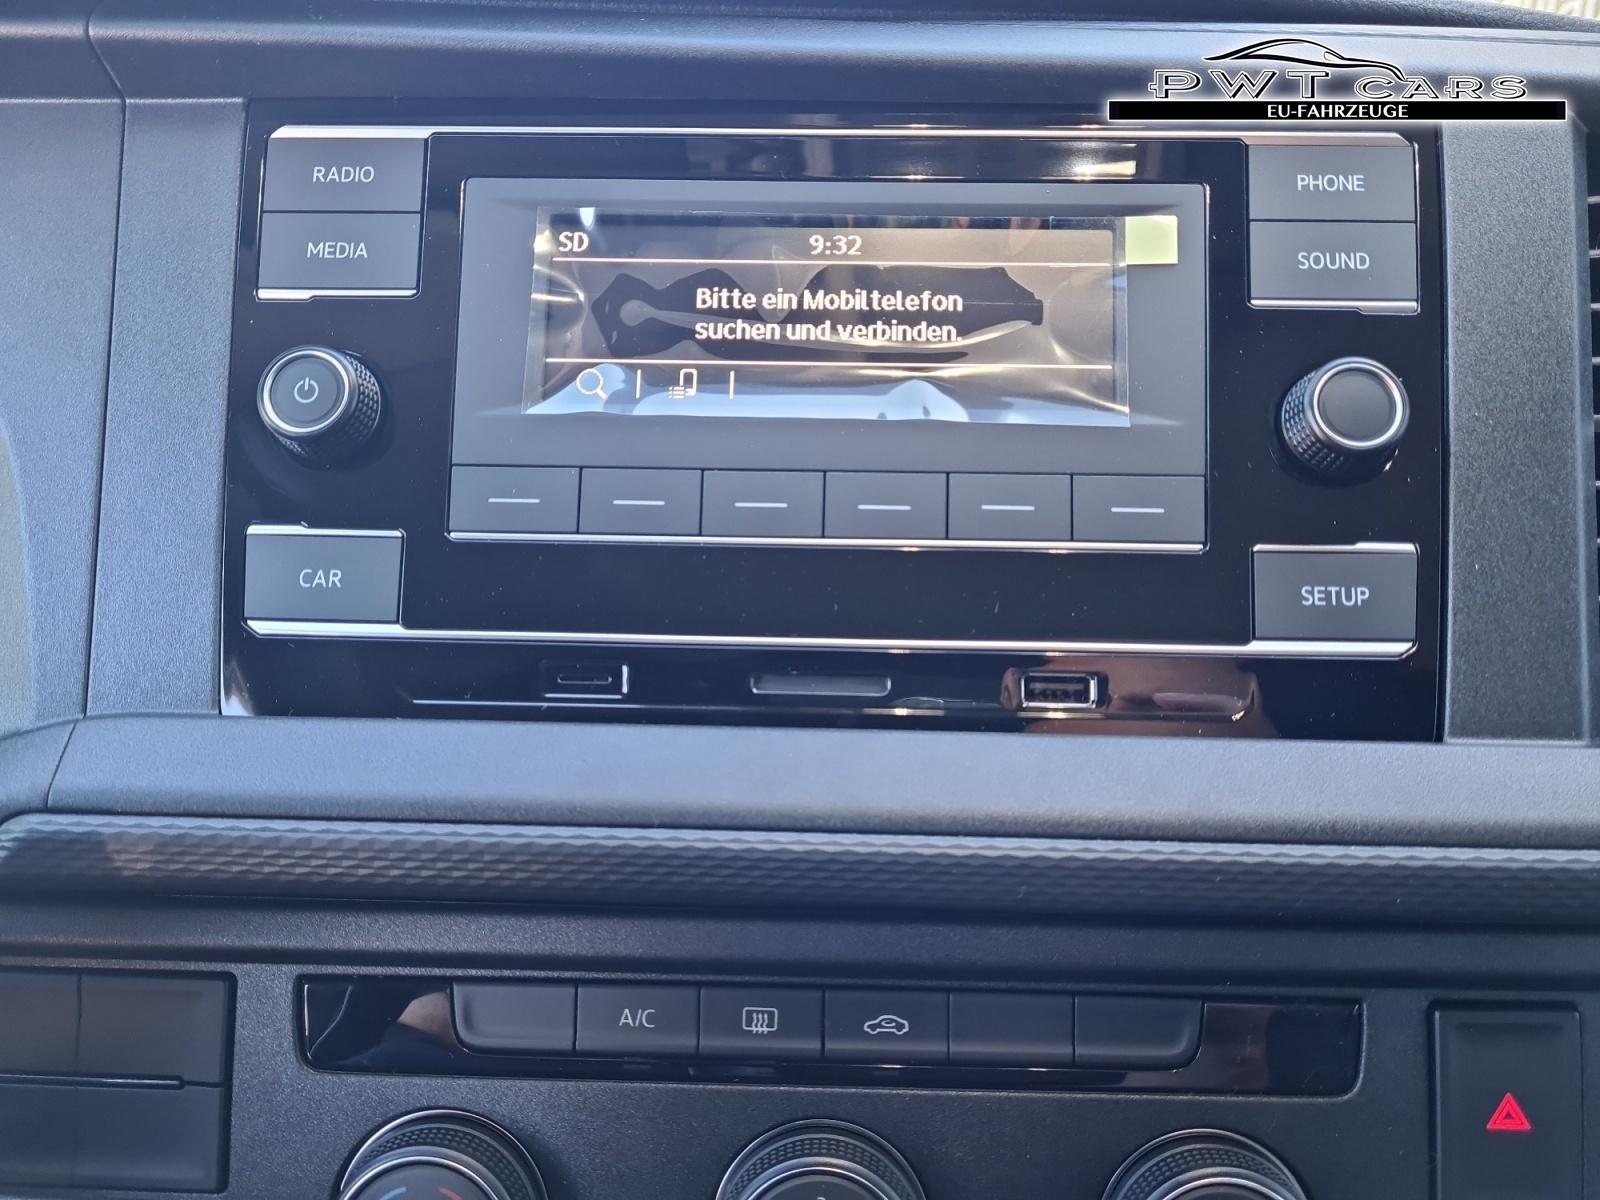 PWT CARS
EU-FAHRZEUGE
RADIO
MEDIA
PHONE
SOUND
SD 9:32
Bitte ein Mobiltelefon
suchen und verbinden.
CAR
SETUP
A/C